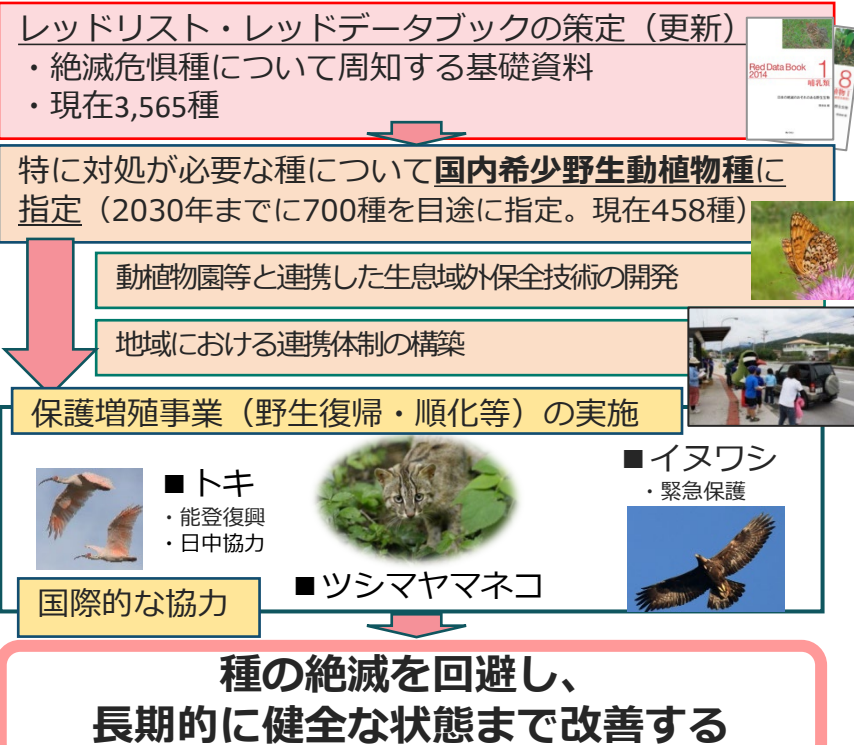 レッドリスト・レッドデータブックの策定（更新）
・絶滅危惧種について周知する基礎資料
・現在3,565種
Red Data Book
2014
1
哺乳類
8
特に対処が必要な種について国内希少野生動植物種に
指定（2030年までに700種を目途に指定。現在458種）
動植物園等と連携した生息域外保全技術の開発
地域における連携体制の構築
保護増殖事業（野生復帰・順化等）の実施
■トキ
・能登復興
・日中協力
■ツシマヤマネコ
■イヌワシ
・緊急保護
国際的な協力
種の絶滅を回避し、
長期的に健全な状態まで改善する